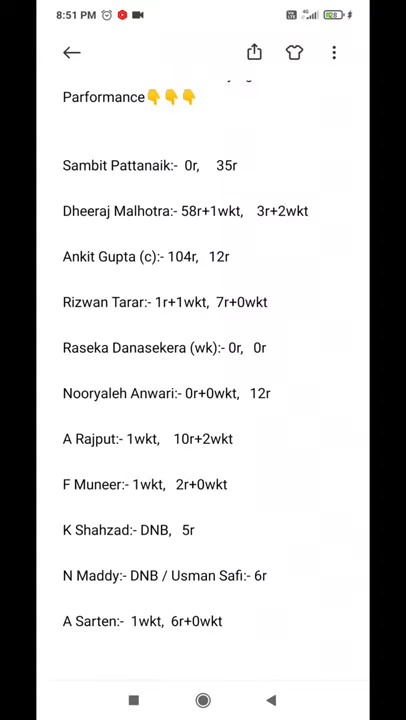 8:51 PM
Parformance👇👇👇
Sambit Pattanaik:- 0r, 35r
Dheeraj Malhotra:- 58r+1wkt, 3r+2wkt
Ankit Gupta (c):- 104r, 12r
Rizwan Tarar:- 1r+1wkt, 7r+0wkt
Raseka Danasekera (wk):- 0r, 0r
Nooryaleh Anwari:- 0r+0wkt, 12r
A Rajput:- 1wkt, 10r+2wkt
F Muneer:- 1wkt, 2r+0wkt
K Shahzad:- DNB, 5r
N Maddy:- DNB / Usman Safi:- 6r
A Sarten:- 1wkt, 6r+0wkt